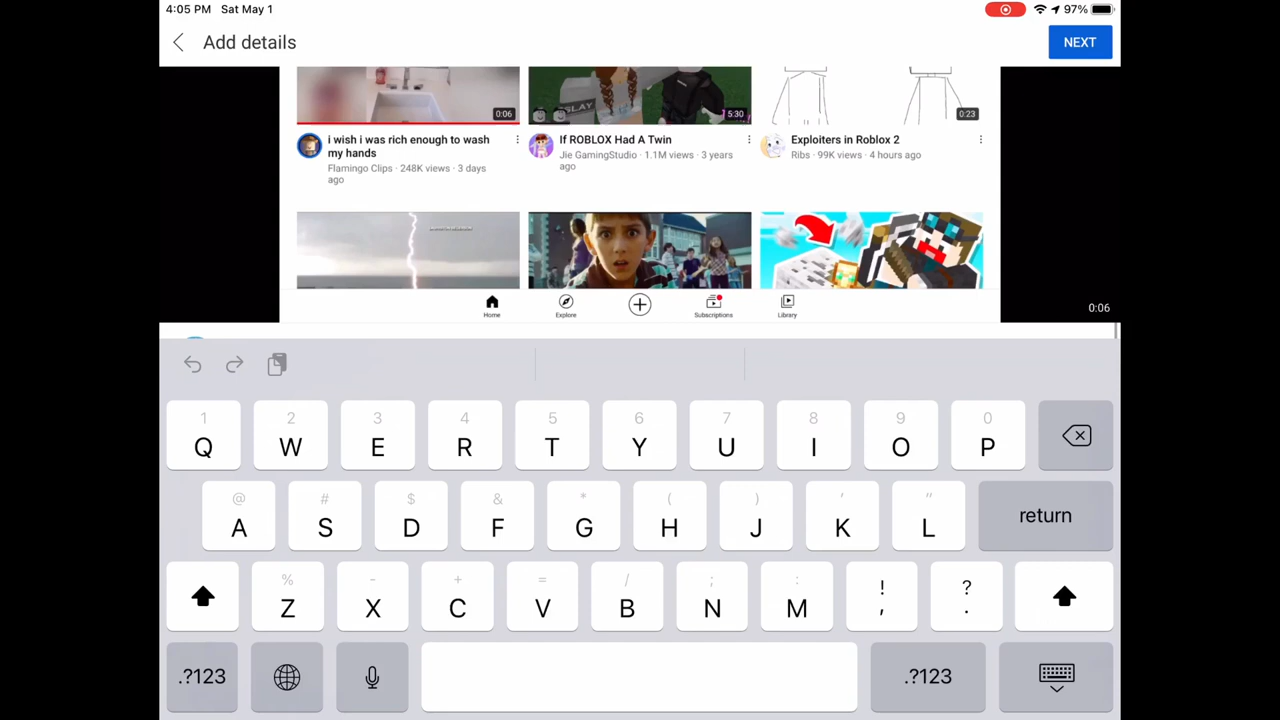 4:05 PM Sat May 1
97%
Add details
NEXT
SLAY
0:06
5:30
0:23
i wish i was rich enough to wash
my hands
Flamingo Clips · 248K views · 3 days
ago
If ROBLOX Had A Twin
Jie GamingStudio · 1.1M views · 3 years
ago
Exploiters in Roblox 2
Ribs · 99K views · 4 hours ago
Home
Explore
Subscriptions
Library
0:06
1 2 3 4 5 6 7 8 9 0
Q W E R T Y U I O P
@ # $ & * ( ) ' "
A S D F G H J K L return
% - + = / ; : ! ?
Z X C V B N M , .
.?123 .?123